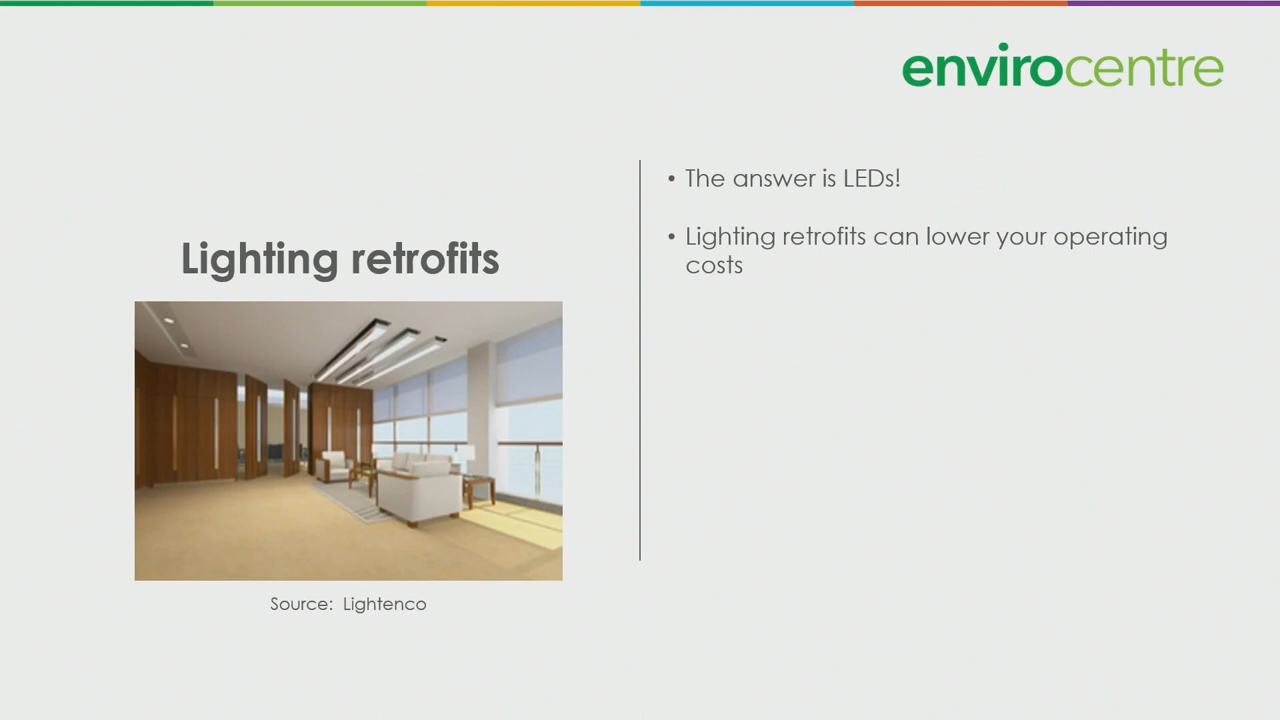 envirocentre
Lighting retrofits
Source: Lightenco
• The answer is LEDs!
• Lighting retrofits can lower your operating
costs